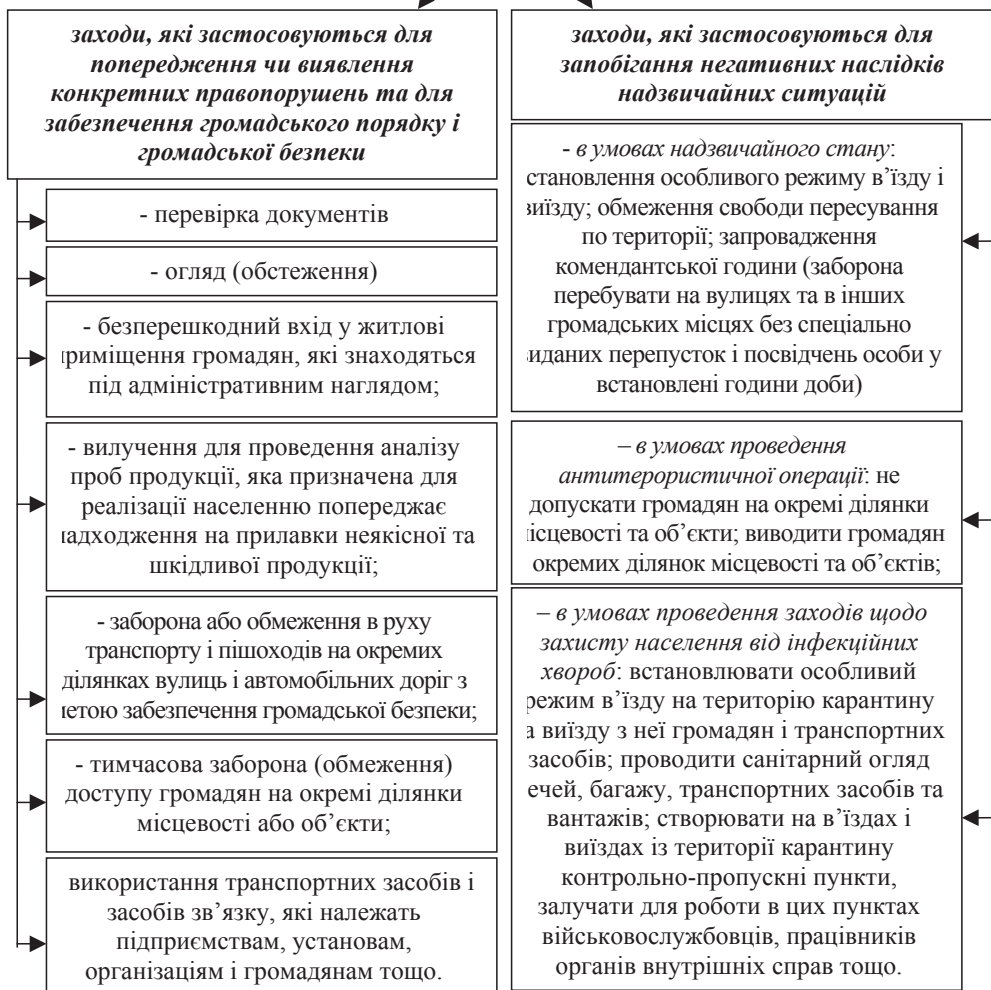 заходи, які застосовуються для
попередження чи виявлення
конкретних правопорушень та для
забезпечення громадського порядку і
громадської безпеки
- перевірка документів
- огляд (обстеження)
- безперешкодний вхід у житлові
приміщення громадян, які знаходяться
під адміністративним наглядом;
- вилучення для проведення аналізу
проб продукції, яка призначена для
реалізації населенню попереджає
надходження на прилавки неякісної та
шкідливої продукції;
- заборона або обмеження в руху
транспорту і пішоходів на окремих
ділянках вулиць і автомобільних доріг з
метою забезпечення громадської безпеки;
- тимчасова заборона (обмеження)
доступу громадян на окремі ділянки
місцевості або об’єкти;
використання транспортних засобів і
засобів зв’язку, які належать
підприємствам, установам,
організаціям і громадянам тощо.
заходи, які застосовуються для
запобігання негативних наслідків
надзвичайних ситуацій
- в умовах надзвичайного стану:
становлення особливого режиму в’їзду і
виїзду; обмеження свободи пересування
по території; запровадження
комендантської години (заборона
перебувати на вулицях та в інших
громадських місцях без спеціально
виданих перепусток і посвідчень особи у
встановлені години доби)
– в умовах проведення
антитерористичної операції: не
допускати громадян на окремі ділянки
місцевості та об’єкти; виводити громадян
окремих ділянок місцевості та об’єктів;
– в умовах проведення заходів щодо
захисту населення від інфекційних
хвороб: встановлювати особливий
режим в’їзду на територію карантину
а виїзду з неї громадян і транспортних
засобів; проводити санітарний огляд
ечей, багажу, транспортних засобів та
вантажів; створювати на в’їздах і
виїздах із території карантину
контрольно-пропускні пункти,
залучати для роботи в цих пунктах
військовослужбовців, працівників
органів внутрішніх справ тощо.